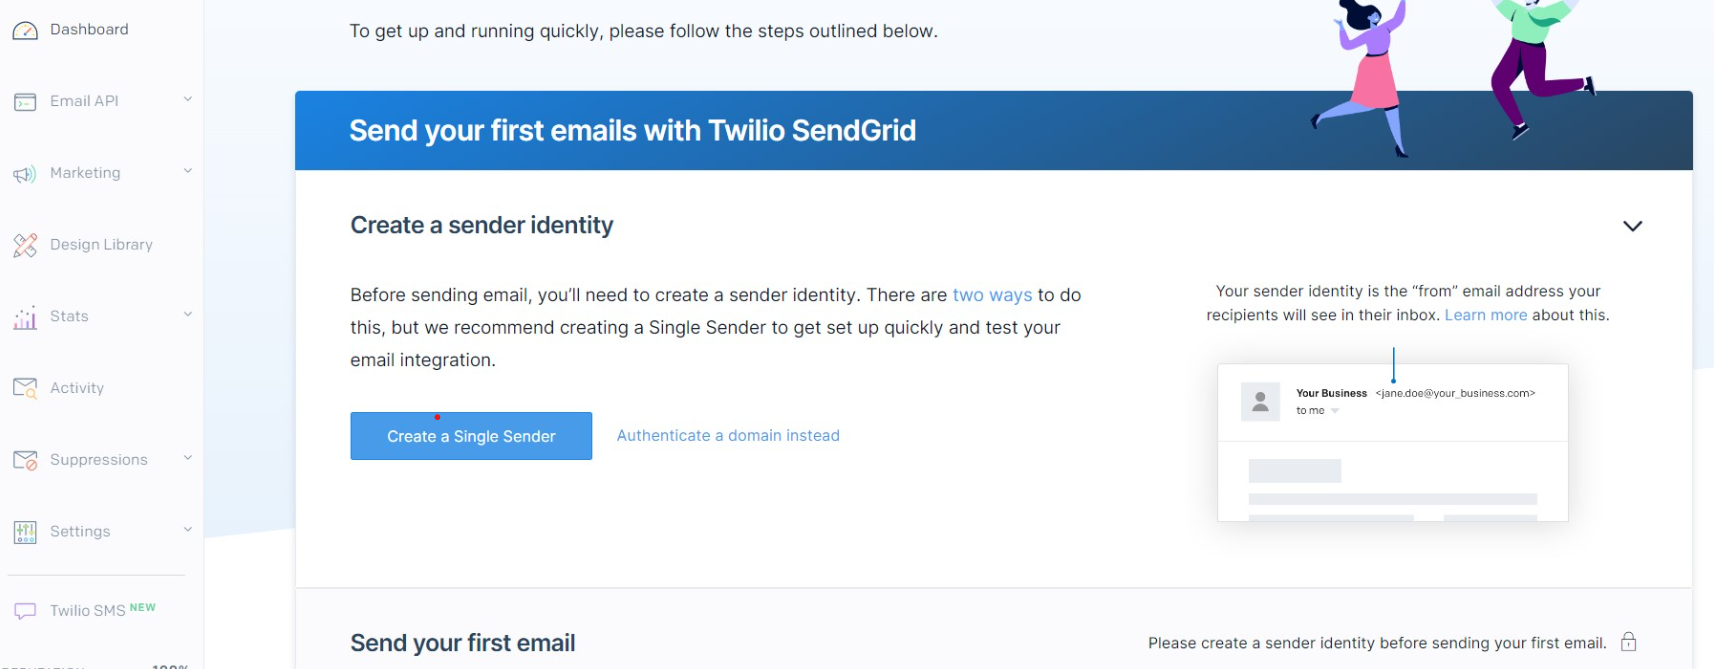 Dashboard
Email API
Marketing
Design Library
Stats
Activity
Suppressions
Settings
Twilio SMS NEW
100%
To get up and running quickly, please follow the steps outlined below.
Send your first emails with Twilio SendGrid
Create a sender identity
Before sending email, you’ll need to create a sender identity. There are two ways to do
this, but we recommend creating a Single Sender to get set up quickly and test your
email integration.
Create a Single Sender
Authenticate a domain instead
Your sender identity is the “from” email address your
recipients will see in their inbox. Learn more about this.
Your Business <jane.doe@your_business.com>
to me
Send your first email
Please create a sender identity before sending your first email.